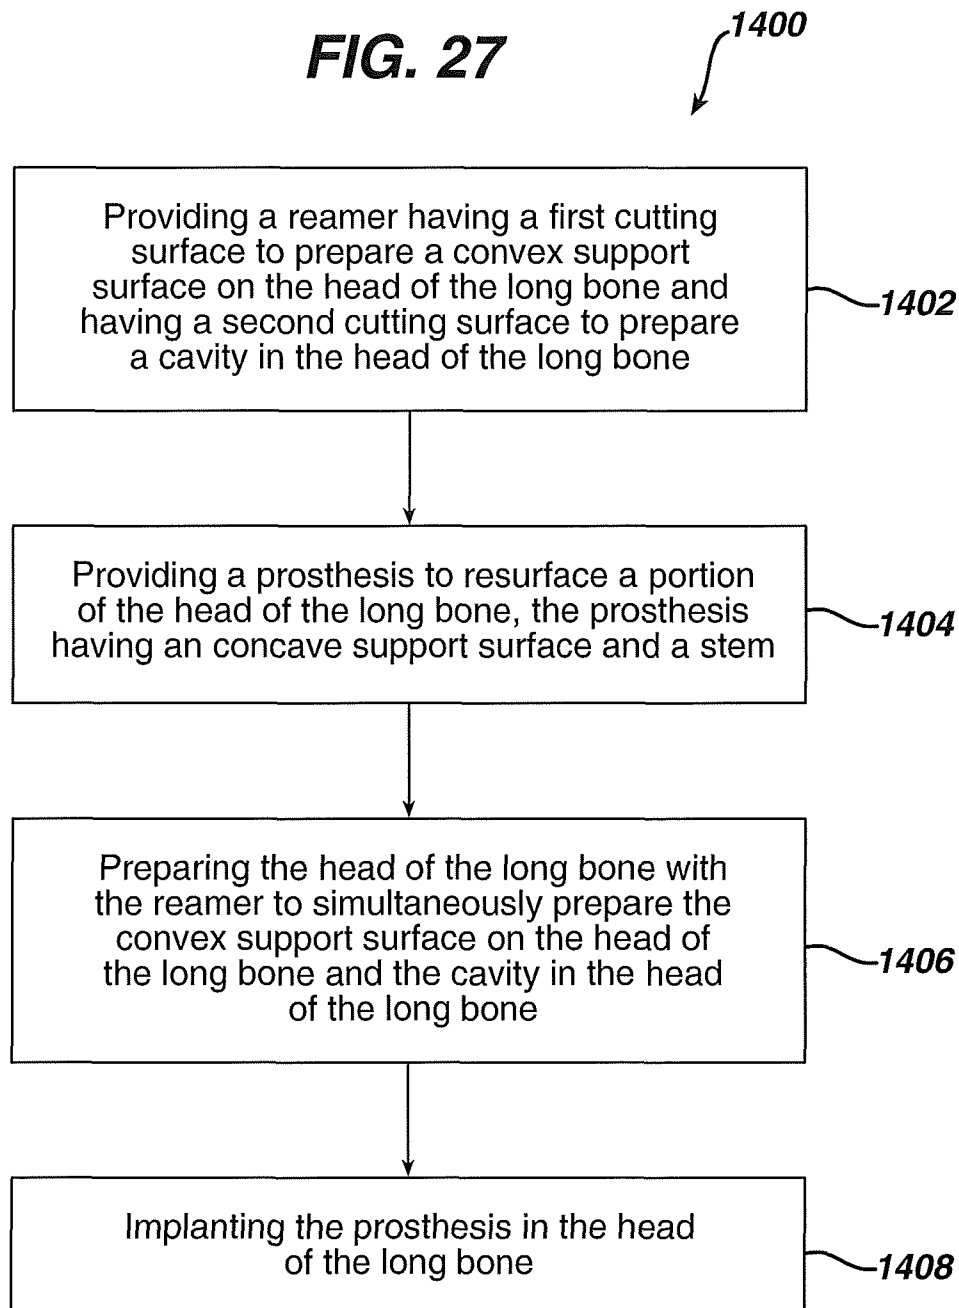 FIG. 27
1400
Providing a reamer having a first cutting
surface to prepare a convex support
surface on the head of the long bone and
having a second cutting surface to prepare
a cavity in the head of the long bone
1402
Providing a prosthesis to resurface a portion
of the head of the long bone, the prosthesis
having an concave support surface and a stem
1404
Preparing the head of the long bone with
the reamer to simultaneously prepare the
convex support surface on the head of
the long bone and the cavity in the head
of the long bone
1406
Implanting the prosthesis in the head
of the long bone
1408